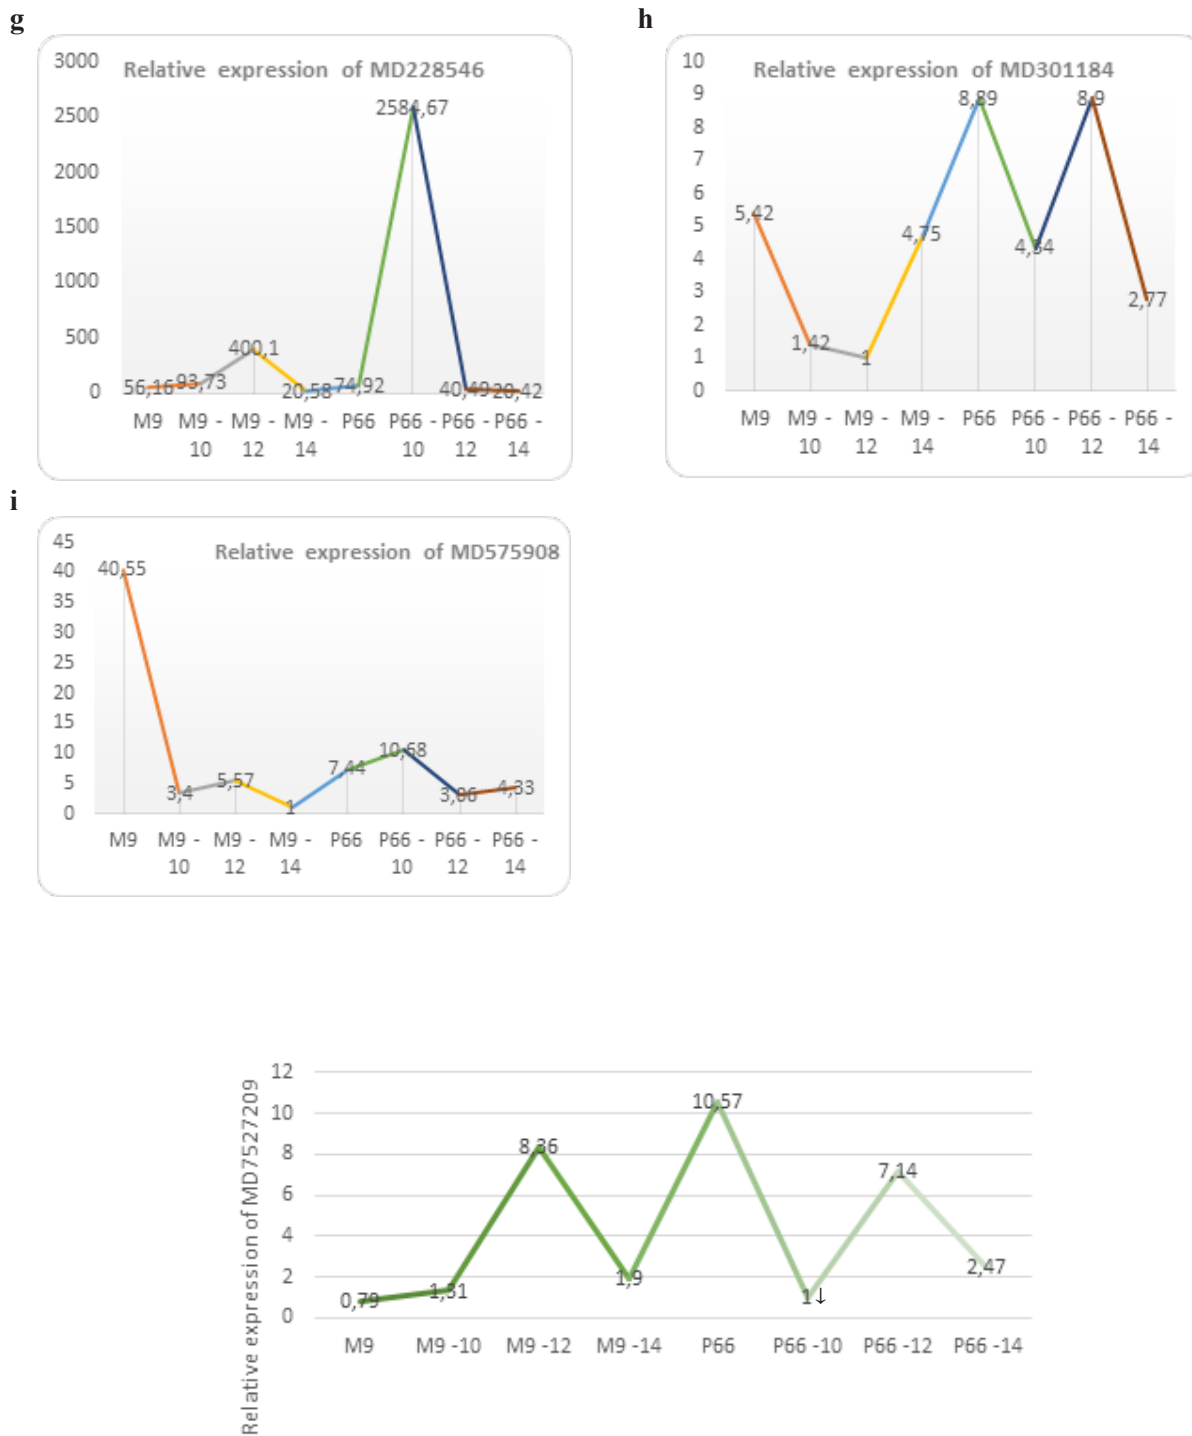 g
Relative expression of MD228546
3000
2500
2000
1500
1000
500
0
56,16
93,73
400,1
20,58
74,92
2584,67
40,49
20,42
M9
M9 - 10
M9 - 12
M9 - 14
P66
P66 - 10
P66 - 12
P66 - 14
h
Relative expression of MD301184
10
9
8
7
6
5
4
3
2
1
0
5,42
1,42
1
4,75
8,89
4,34
8,9
2,77
M9
M9 - 10
M9 - 12
M9 - 14
P66
P66 - 10
P66 - 12
P66 - 14
i
Relative expression of MD575908
45
40
35
30
25
20
15
10
5
0
40,55
3,4
5,57
1
7,44
10,68
4,33
M9
M9 - 10
M9 - 12
M9 - 14
P66
P66 - 10
P66 - 12
P66 - 14
Relative expression of MD7527209
12
10
8
6
4
2
0
0,79
1,31
8,36
1,9
10,57
1↓
7,14
2,47
M9
M9 -10
M9 -12
M9 -14
P66
P66 -10
P66 -12
P66 -14